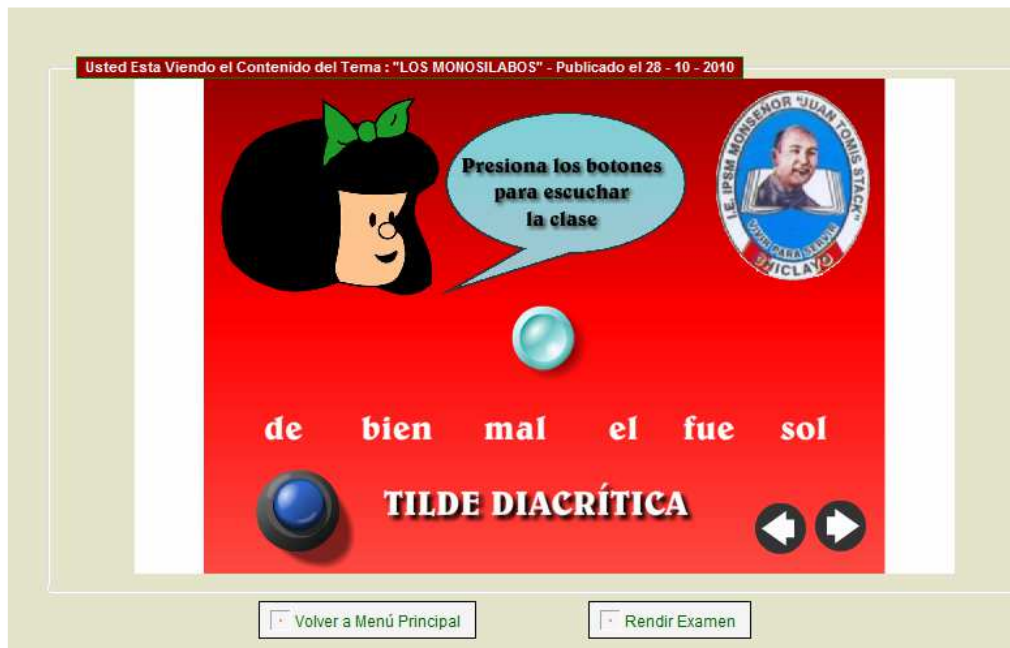 Usted Esta Viendo el Contenido del Tema : "LOS MONOSILABOS" - Publicado el 28 - 10 - 2010
Presiona los botones
para escuchar
la clase
I.E. IPSM MONSEÑOR "JUAN TOMIS STACK"
VIVIR PARA SERVIR
CHICLAYO
de bien mal el fue sol
TILDE DIACRÍTICA
Volver a Menú Principal
Rendir Examen